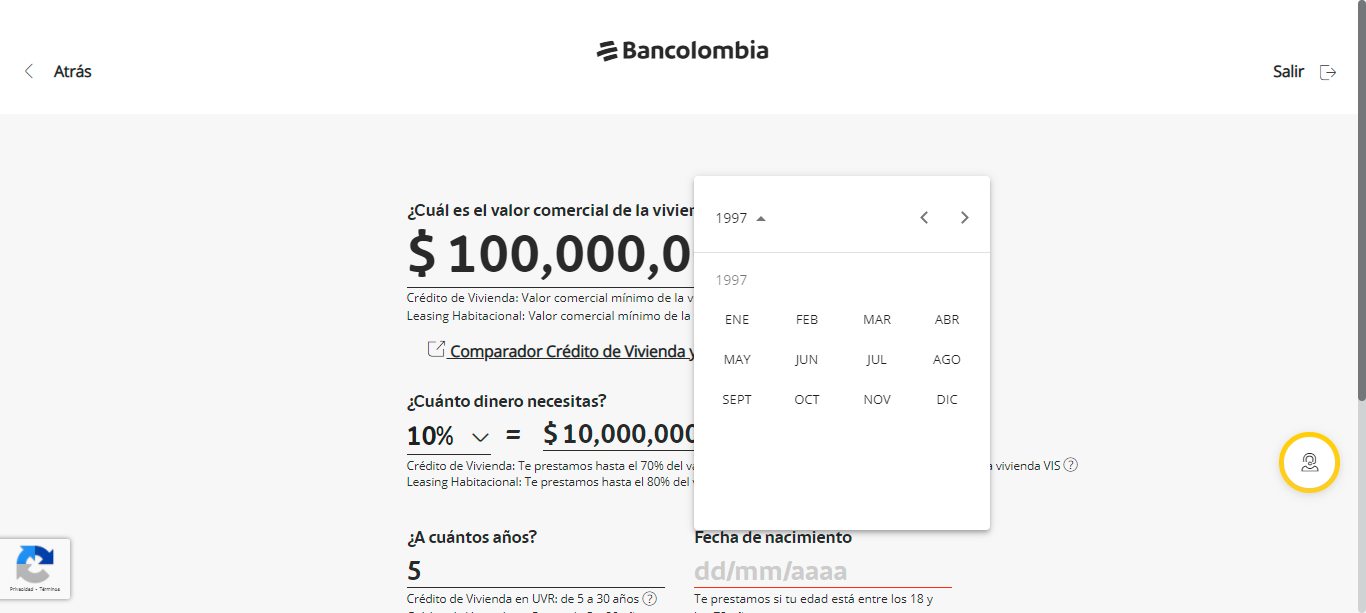 Bancolombia
Atrás
Salir
¿Cuál es el valor comercial de la vivien
$ 100,000,0
Crédito de Vivienda: Valor comercial mínimo de la v
Leasing Habitacional: Valor comercial mínimo de la
Comparador Crédito de Vivienda y
1997
1997
ENE FEB MAR ABR
MAY JUN JUL AGO
SEPT OCT NOV DIC
¿Cuánto dinero necesitas?
10% = $ 10,000,000
Crédito de Vivienda: Te prestamos hasta el 70% del va
a vivienda VIS ?
Leasing Habitacional: Te prestamos hasta el 80% del
¿A cuántos años?
5
Crédito de Vivienda en UVR: de 5 a 30 años ?
Fecha de nacimiento
dd/mm/aaaa
Te prestamos si tu edad está entre los 18 y
Privacidad - Términos